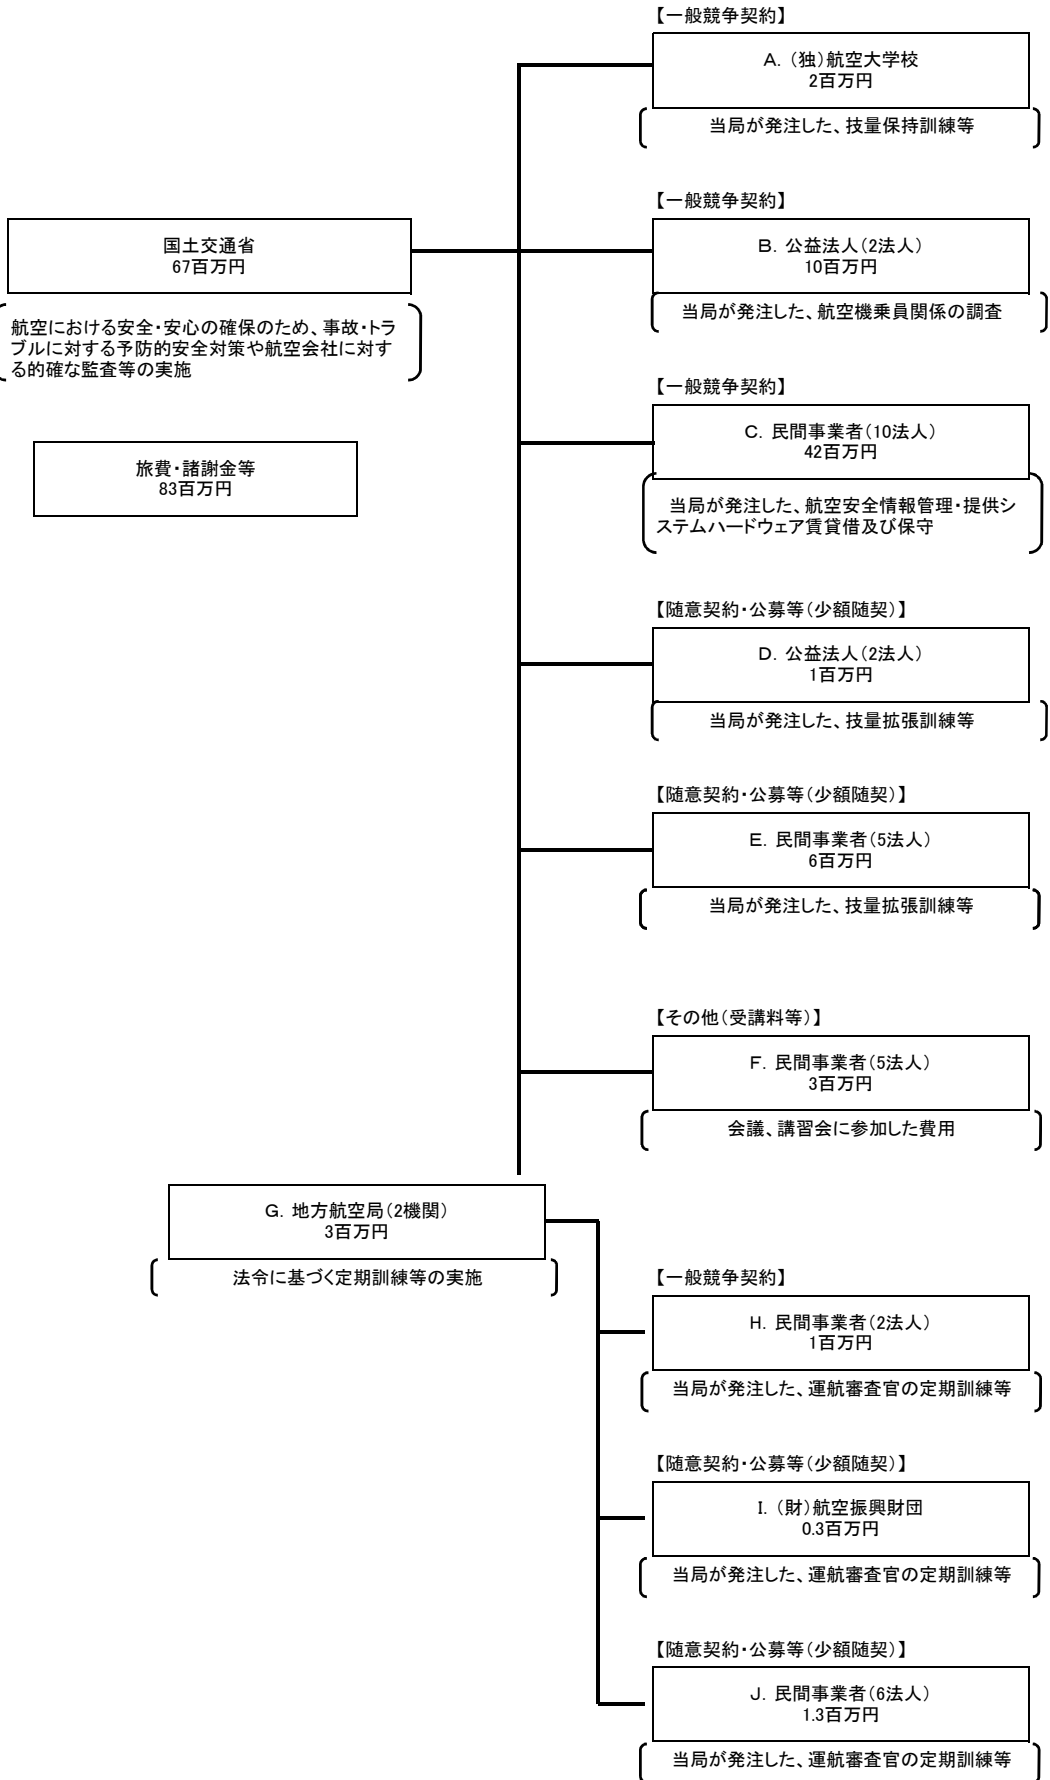 【一般競争契約】
A. (独)航空大学校
2百万円
当局が発注した、技量保持訓練等
【一般競争契約】
国土交通省
67百万円
B. 公益法人(2法人)
10百万円
当局が発注した、航空機乗員関係の調査
航空における安全・安心の確保のため、事故・トラ
ブルに対する予防的安全対策や航空会社に対す
る的確な監査等の実施
【一般競争契約】
C. 民間事業者(10法人)
42百万円
旅費・諸謝金等
83百万円
当局が発注した、航空安全情報管理・提供シ
ステムハードウェア賃貸借及び保守
【随意契約・公募等(少額随契)】
D. 公益法人(2法人)
1百万円
当局が発注した、技量拡張訓練等
【随意契約・公募等(少額随契)】
E. 民間事業者(5法人)
6百万円
当局が発注した、技量拡張訓練等
【その他(受講料等)】
F. 民間事業者(5法人)
3百万円
会議、講習会に参加した費用
G. 地方航空局(2機関)
3百万円
法令に基づく定期訓練等の実施
【一般競争契約】
H. 民間事業者(2法人)
1百万円
当局が発注した、運航審査官の定期訓練等
【随意契約・公募等(少額随契)】
I. (財)航空振興財団
0.3百万円
当局が発注した、運航審査官の定期訓練等
【随意契約・公募等(少額随契)】
J. 民間事業者(6法人)
1.3百万円
当局が発注した、運航審査官の定期訓練等